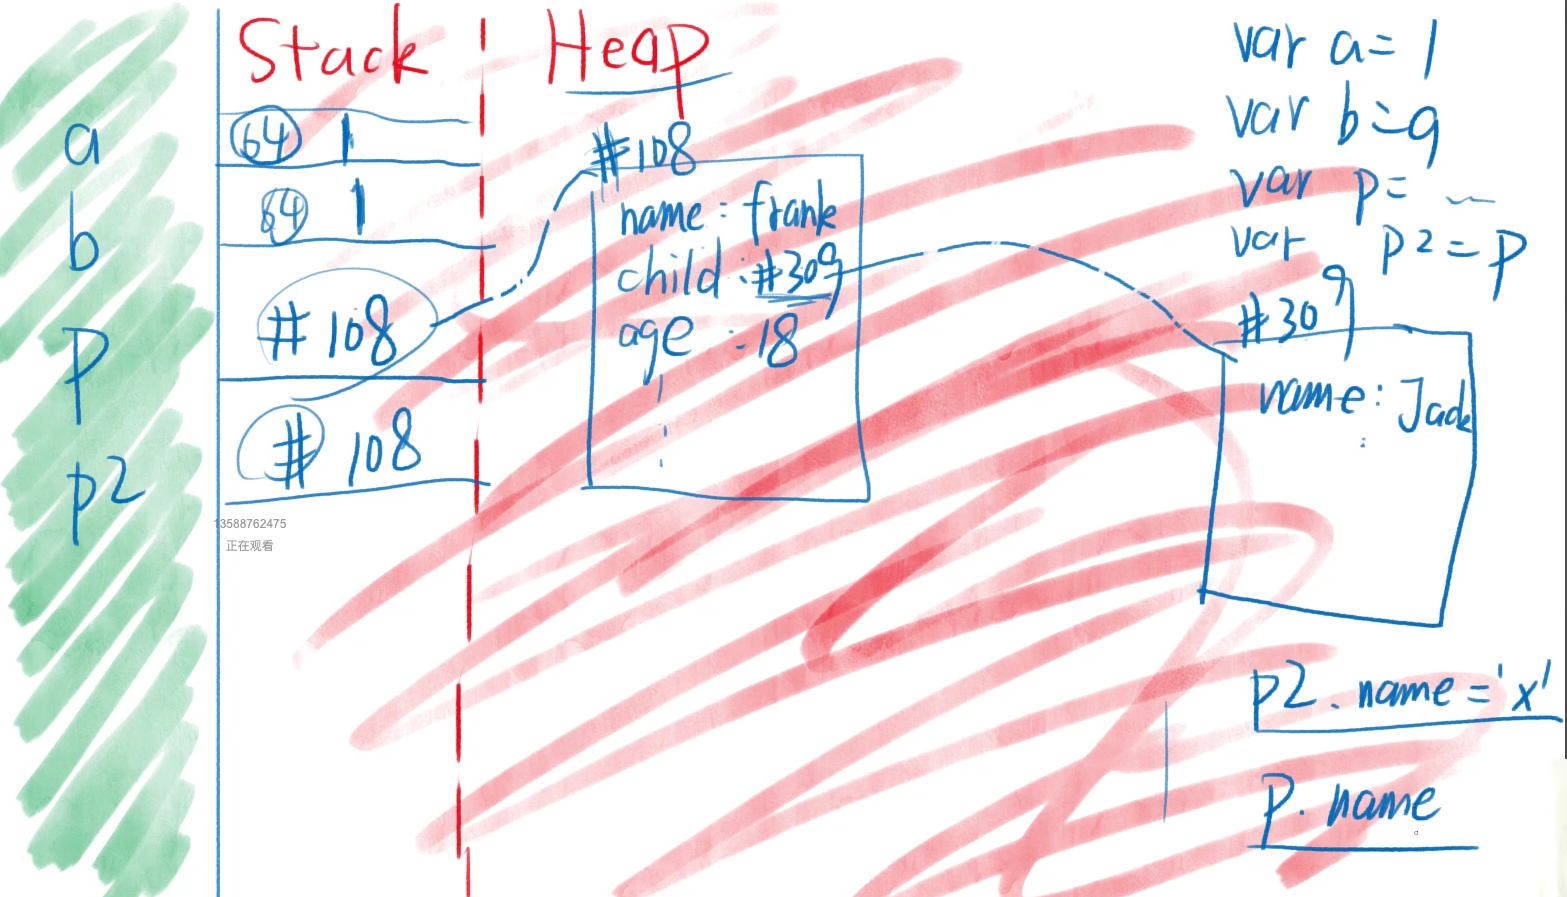 Stack
Heap
a
b
p
p2
64 1
64 1
#108
# 108
#108
name: frank
child: #309
age : 18
var a= 1
var b=a
var p= ~
var p2=p
#309
name: Jack
p2.name='x'
p.name
13588762475
正在观看